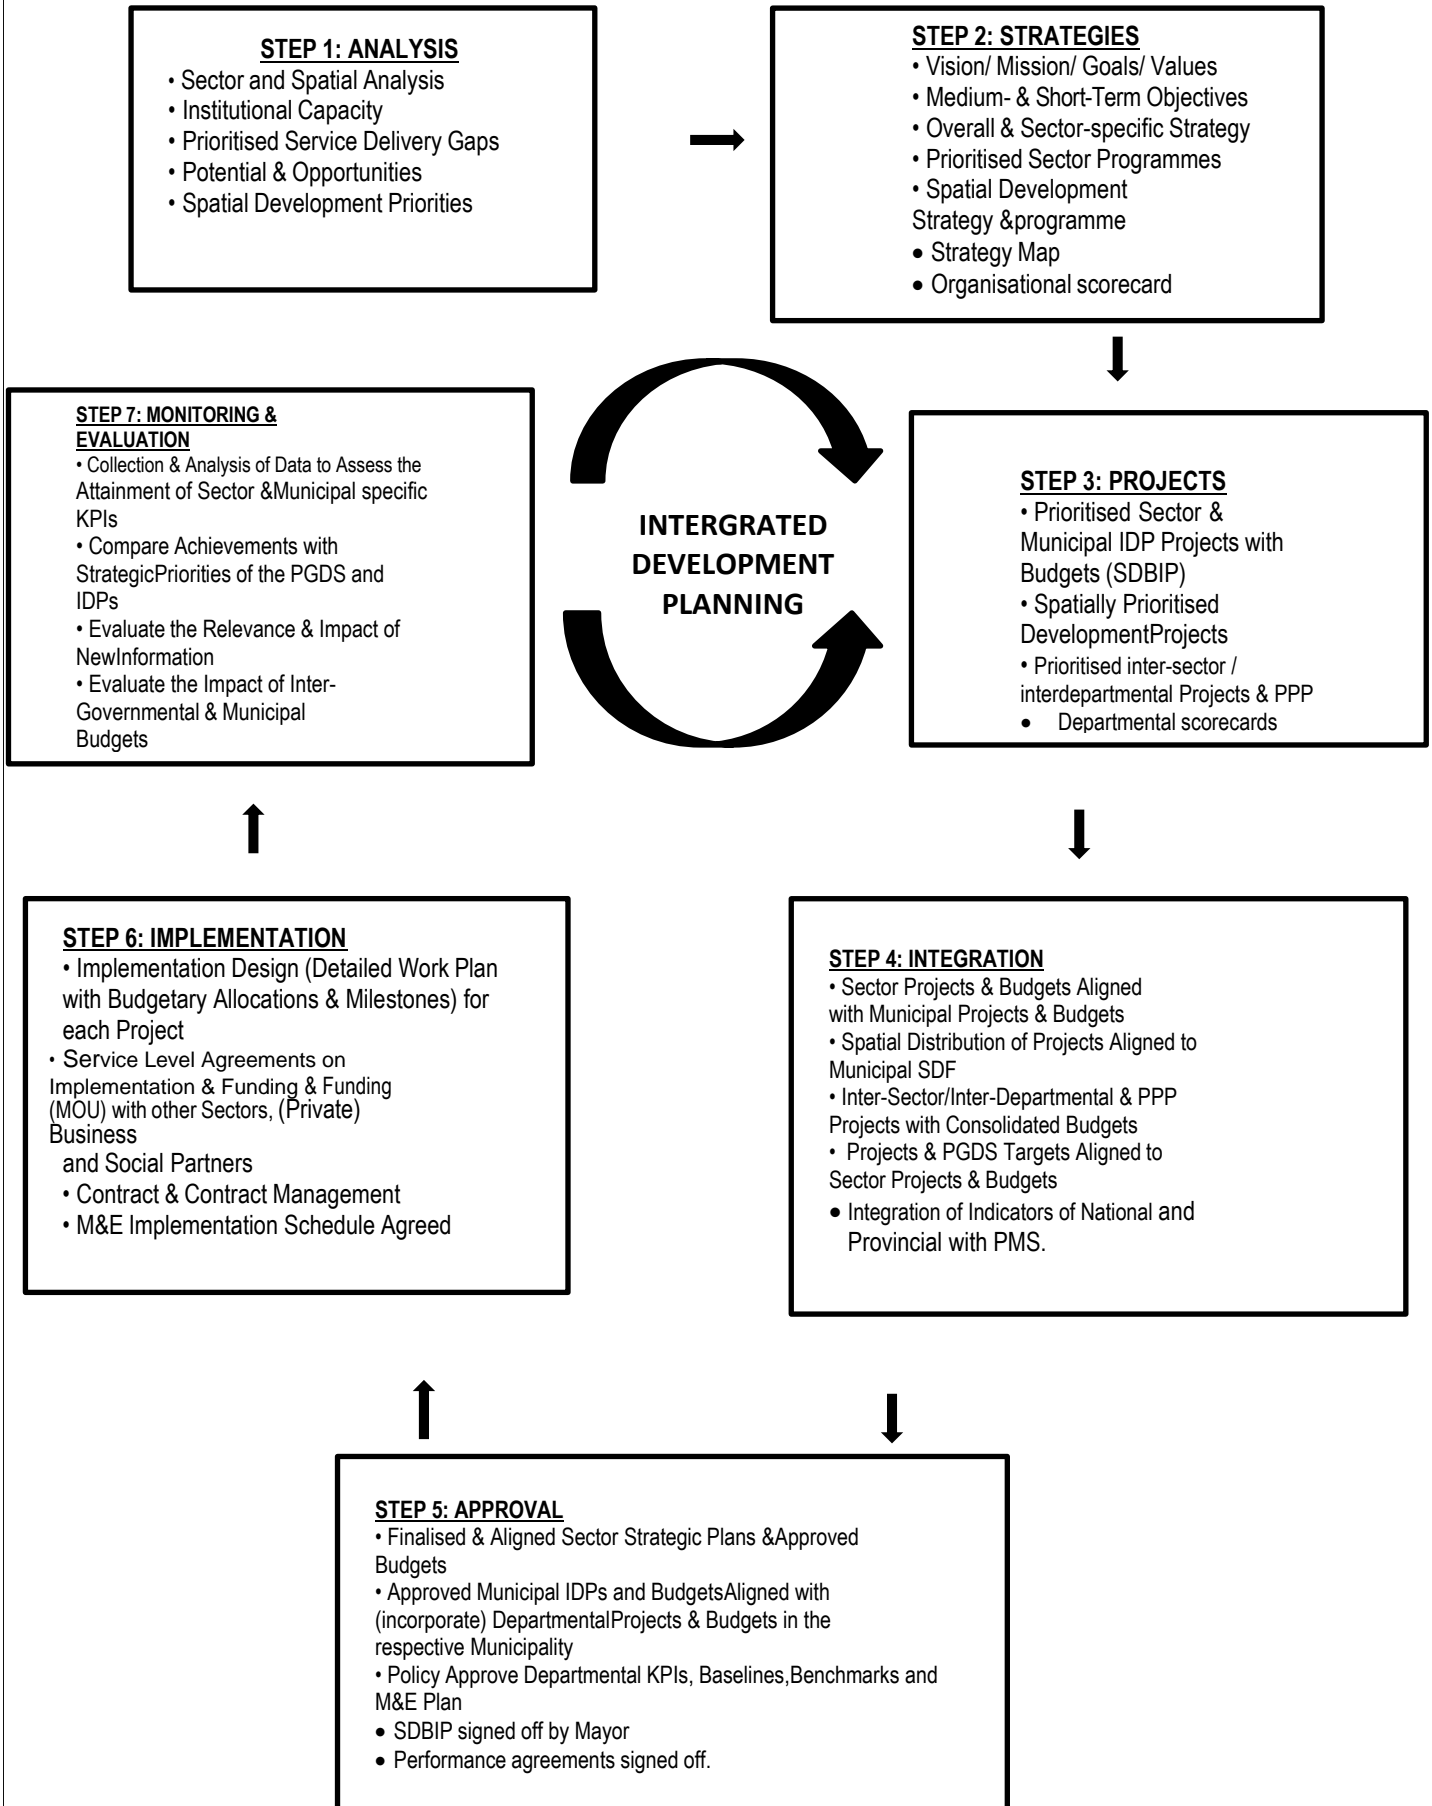 STEP 1: ANALYSIS
• Sector and Spatial Analysis
• Institutional Capacity
• Prioritised Service Delivery Gaps
• Potential & Opportunities
• Spatial Development Priorities
STEP 2: STRATEGIES
• Vision/ Mission/ Goals/ Values
• Medium- & Short-Term Objectives
• Overall & Sector-specific Strategy
• Prioritised Sector Programmes
• Spatial Development
Strategy &programme
● Strategy Map
● Organisational scorecard
STEP 7: MONITORING &
EVALUATION
• Collection & Analysis of Data to Assess the
Attainment of Sector &Municipal specific
KPIs
• Compare Achievements with
StrategicPriorities of the PGDS and
IDPs
• Evaluate the Relevance & Impact of
NewInformation
• Evaluate the Impact of Inter-
Governmental & Municipal
Budgets
INTERGRATED
DEVELOPMENT
PLANNING
STEP 3: PROJECTS
• Prioritised Sector &
Municipal IDP Projects with
Budgets (SDBIP)
• Spatially Prioritised
DevelopmentProjects
• Prioritised inter-sector /
interdepartmental Projects & PPP
● Departmental scorecards
STEP 6: IMPLEMENTATION
• Implementation Design (Detailed Work Plan
with Budgetary Allocations & Milestones) for
each Project
• Service Level Agreements on
Implementation & Funding & Funding
(MOU) with other Sectors, (Private)
Business
and Social Partners
• Contract & Contract Management
• M&E Implementation Schedule Agreed
STEP 4: INTEGRATION
• Sector Projects & Budgets Aligned
with Municipal Projects & Budgets
• Spatial Distribution of Projects Aligned to
Municipal SDF
• Inter-Sector/Inter-Departmental & PPP
Projects with Consolidated Budgets
• Projects & PGDS Targets Aligned to
Sector Projects & Budgets
● Integration of Indicators of National and
Provincial with PMS.
STEP 5: APPROVAL
• Finalised & Aligned Sector Strategic Plans &Approved
Budgets
• Approved Municipal IDPs and BudgetsAligned with
(incorporate) DepartmentalProjects & Budgets in the
respective Municipality
• Policy Approve Departmental KPIs, Baselines,Benchmarks and
M&E Plan
● SDBIP signed off by Mayor
● Performance agreements signed off.